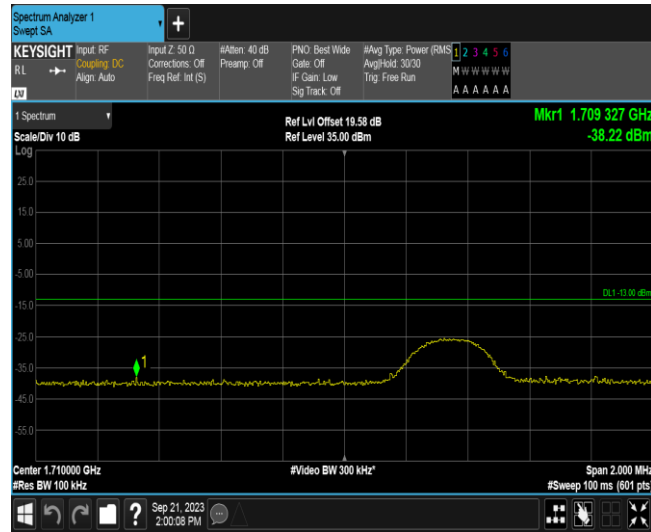 Spectrum Analyzer 1
Swept SA
+
KEYSIGHT
RL
LXI
Input: RF
Coupling: DC
Align: Auto
Input Z: 50 Ω
Corrections: Off
Freq Ref: Int (S)
#Atten: 40 dB
Preamp: Off
PNO: Best Wide
Gate: Off
IF Gain: Low
Sig Track: Off
#Avg Type: Power (RMS
Avg|Hold: 30/30
Trig: Free Run
1 2 3 4 5 6
M W W W W W
A A A A A A
1 Spectrum
Scale/Div 10 dB
Log
Ref Lvl Offset 19.58 dB
Ref Level 35.00 dBm
Mkr1 1.709 327 GHz
-38.22 dBm
25.0
15.0
5.00
-5.00
DL1 -13.00 dBm
-15.0
-25.0
-35.0
1
-45.0
-55.0
Center 1.710000 GHz
#Res BW 100 kHz
#Video BW 300 kHz*
Span 2.000 MHz
#Sweep 100 ms (601 pts)
?
Sep 21, 2023
2:00:08 PM